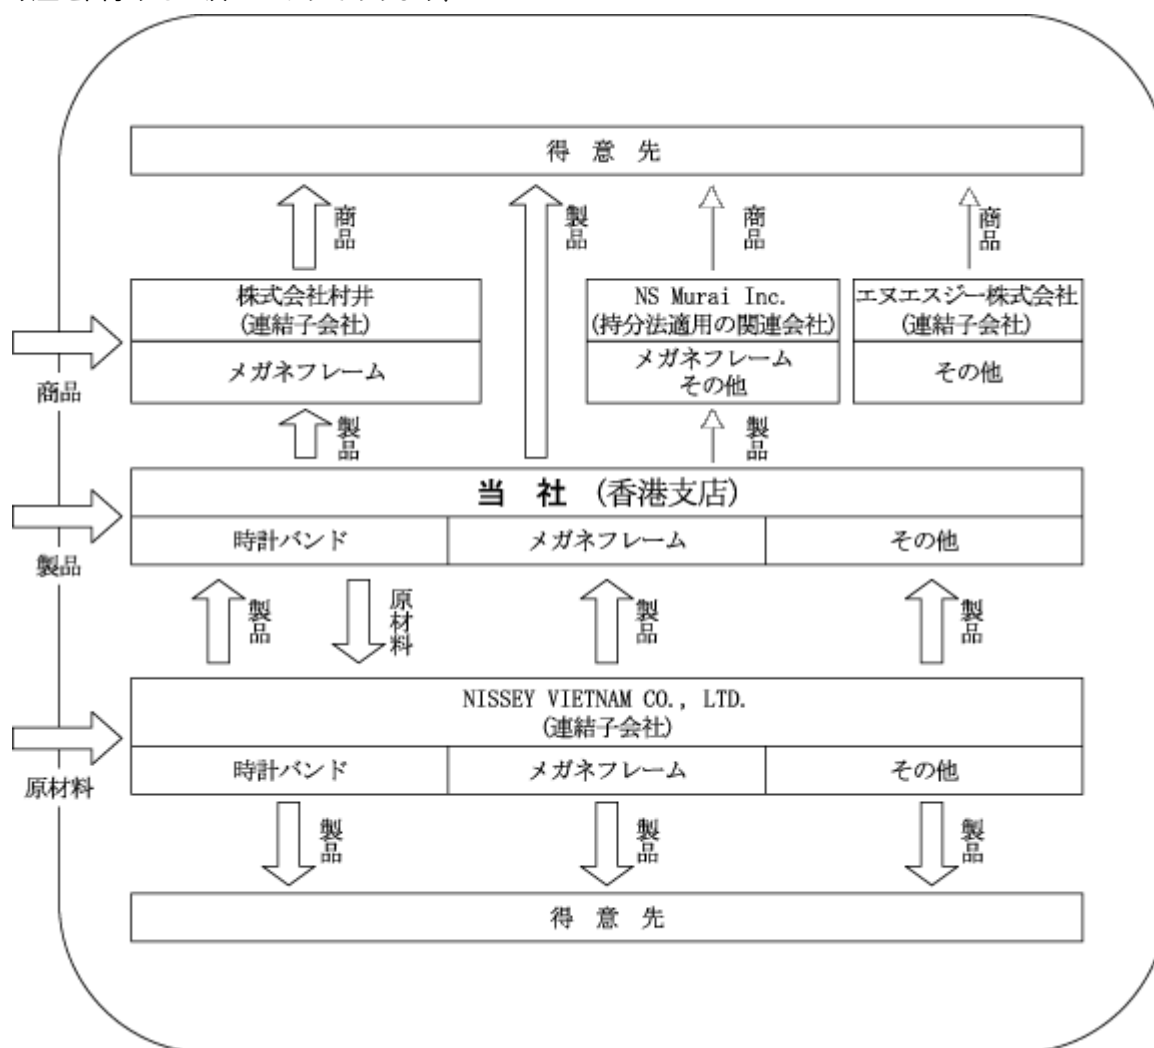 得意先
商品
製品
商品
商品
株式会社村井
(連結子会社)
メガネフレーム
NS Murai Inc.
(持分法適用の関連会社)
メガネフレーム
その他
エヌエスジー株式会社
(連結子会社)
その他
商品
製品
製品
当社(香港支店)
時計バンド
メガネフレーム
その他
製品
製品
原材料
製品
製品
NISSEY VIETNAM CO., LTD.
(連結子会社)
時計バンド
メガネフレーム
その他
原材料
製品
製品
製品
得意先